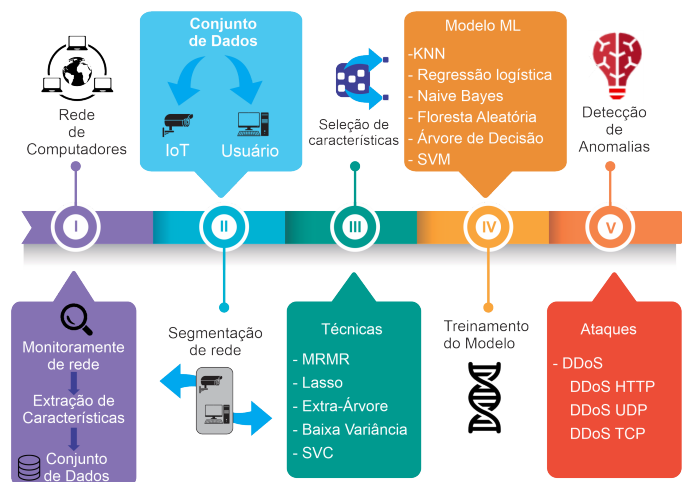 Rede
de
Computadores
Conjunto
de Dados
IoT
Usuário
Seleção de
características
Modelo ML
-KNN
- Regressão logística
- Naive Bayes
- Floresta Aleatória
- Árvore de Decisão
- SVM
Detecção
de
Anomalias
I
II
III
IV
V
Monitoramente
de rede
Extração de
Características
Conjunto
de Dados
Segmentação
de rede
Técnicas
- MRMR
- Lasso
- Extra-Árvore
- Baixa Variância
- SVC
Treinamento
do Modelo
Ataques
- DDoS
DDoS HTTP
DDoS UDP
DDoS TCP